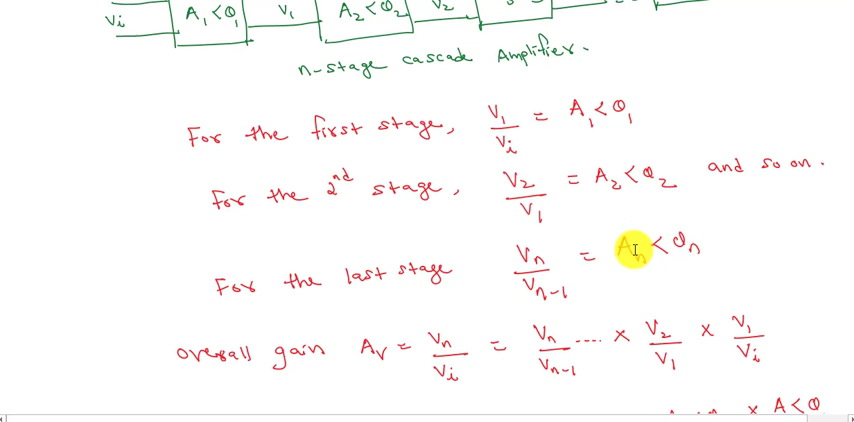 Vi A₁<θ₁ V₁ A₂<θ₂ V₂
n-stage cascade Amplifier.
For the first stage, V₁/Vi = A₁<θ₁
For the 2nd stage, V₂/V₁ = A₂<θ₂ and so on.
For the last stage Vn/Vn-1 = An<θn
overall gain Av = Vn/Vi = Vn/Vn-1 .... × V₂/V₁ × V₁/Vi
× A<θ